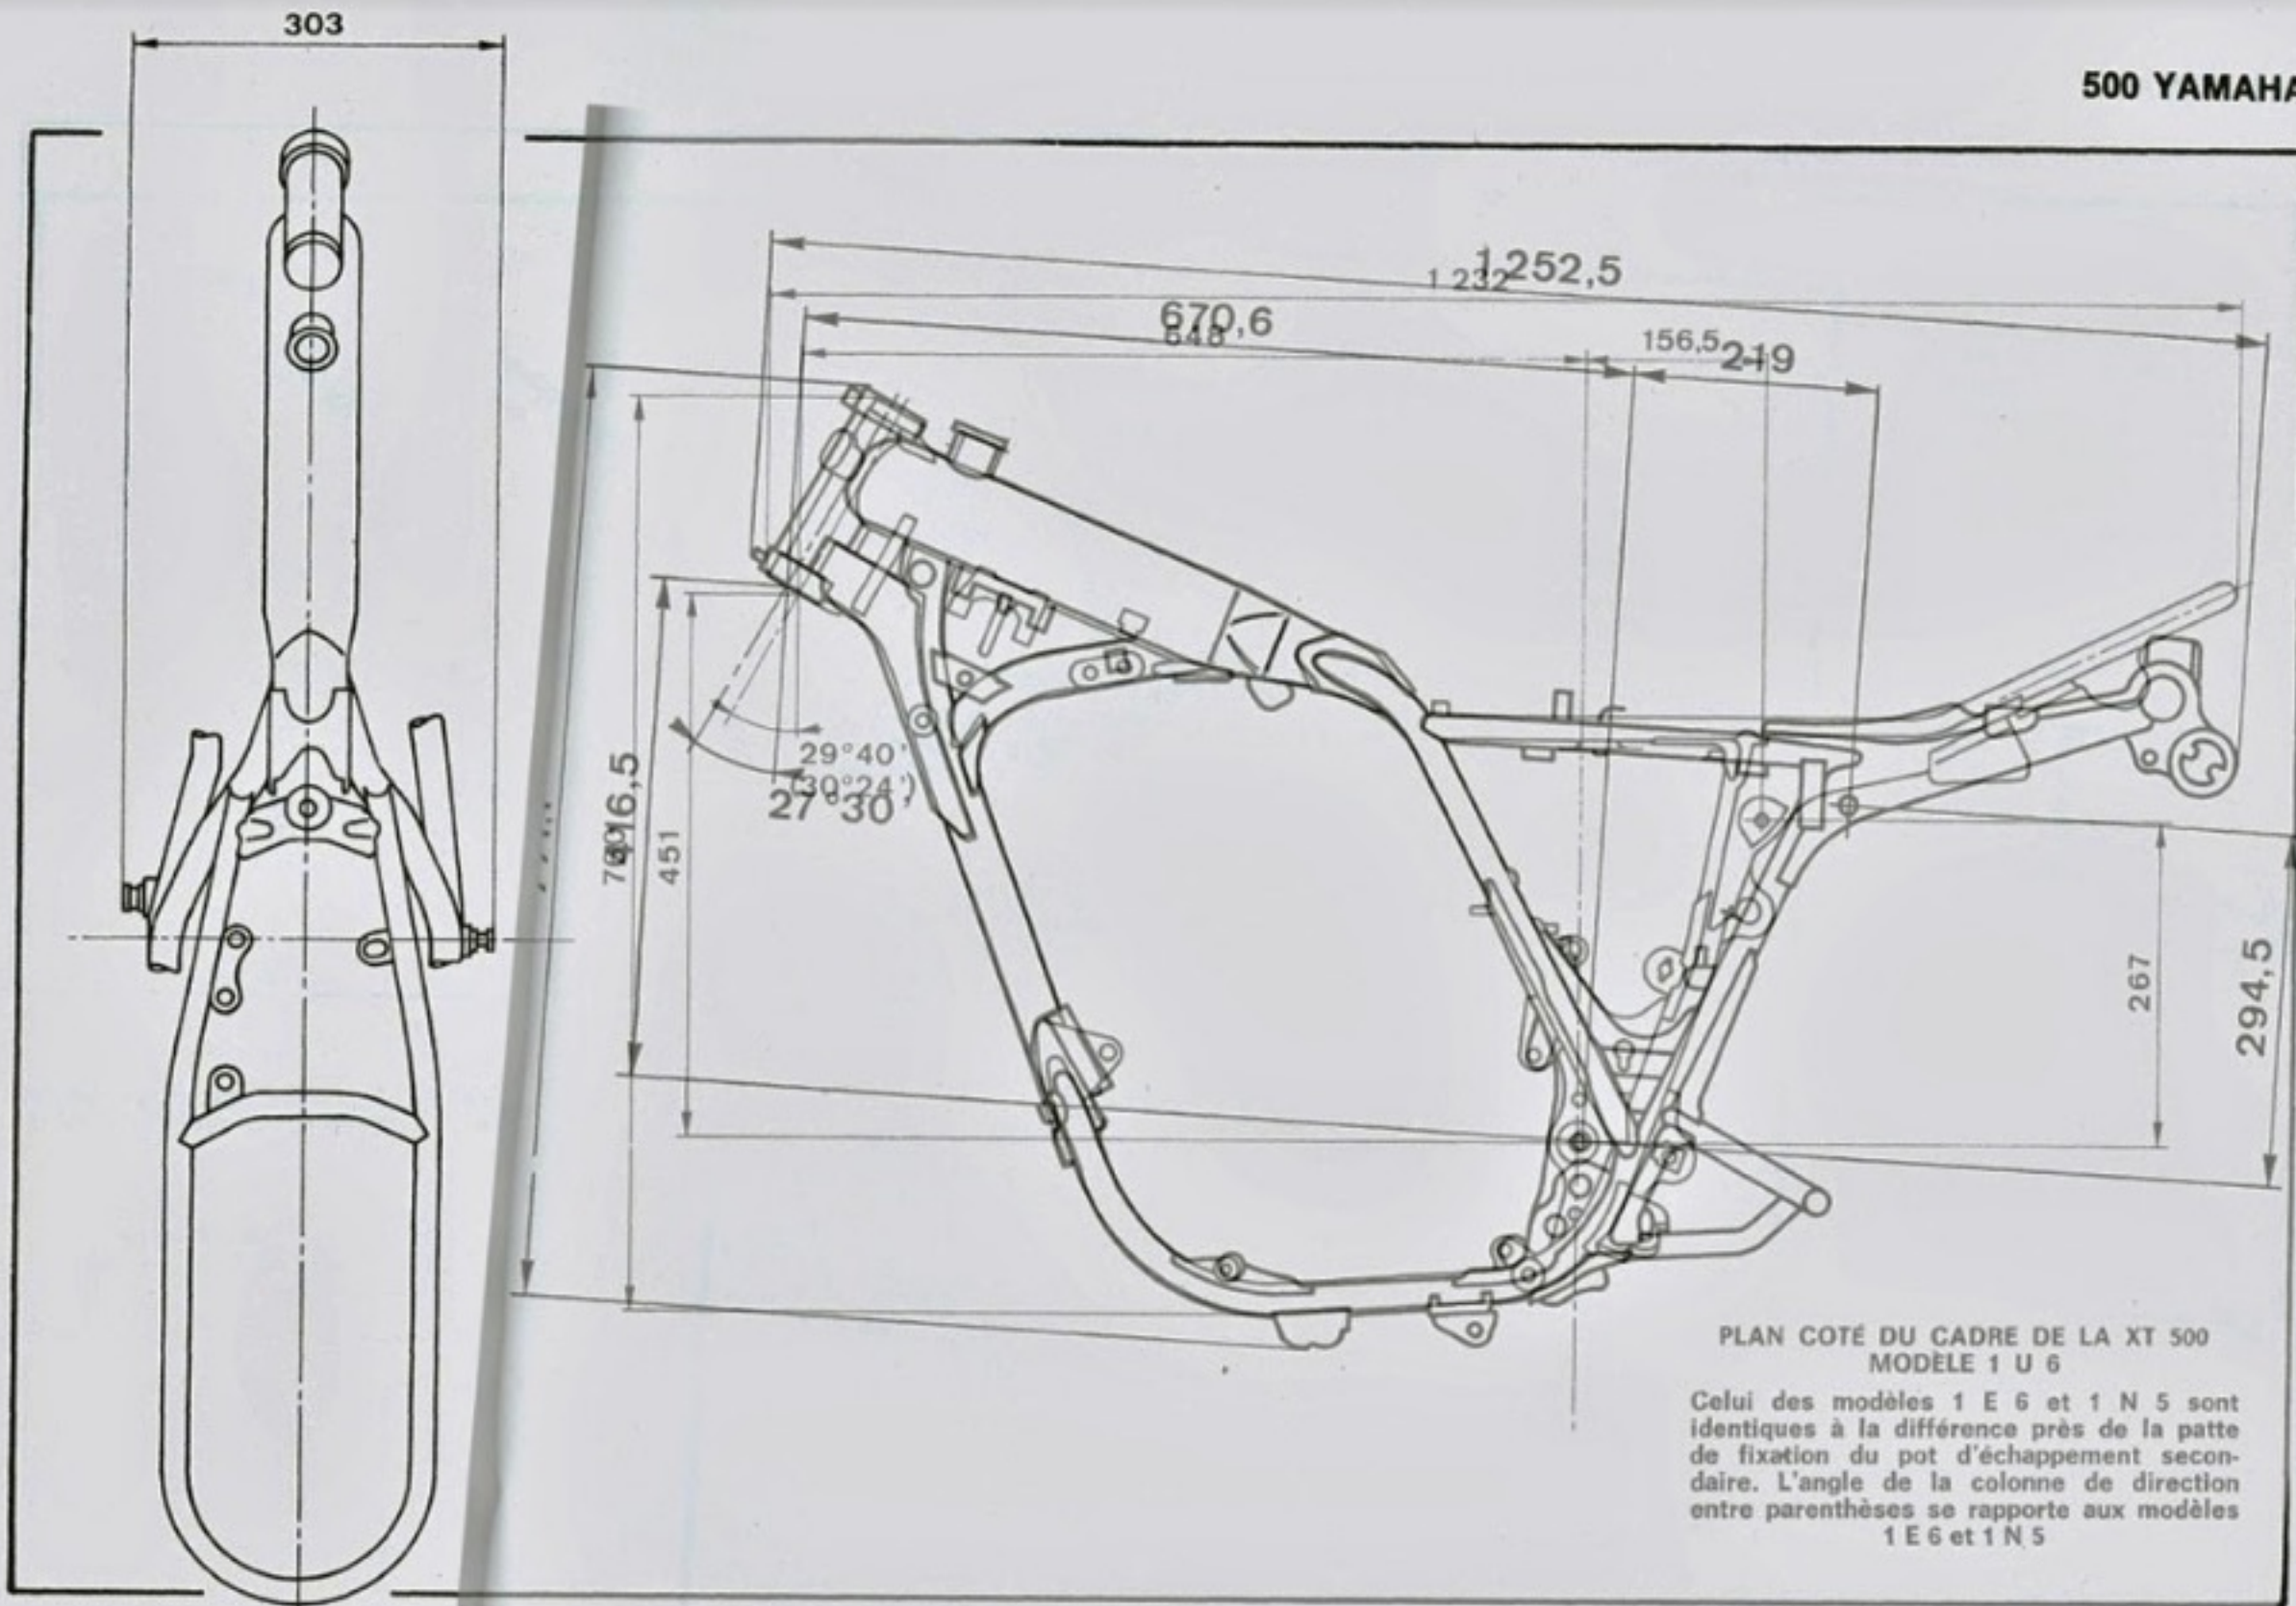 303
500 YAMAHA
1 252,5
1 232
670,6
648
156,5
219
29°40'
(30°24')
27°30'
416,5
451
267
294,5
PLAN COTÉ DU CADRE DE LA XT 500
MODÈLE 1 U 6
Celui des modèles 1 E 6 et 1 N 5 sont
identiques à la différence près de la patte
de fixation du pot d'échappement secon-
daire. L'angle de la colonne de direction
entre parenthèses se rapporte aux modèles
1 E 6 et 1 N 5